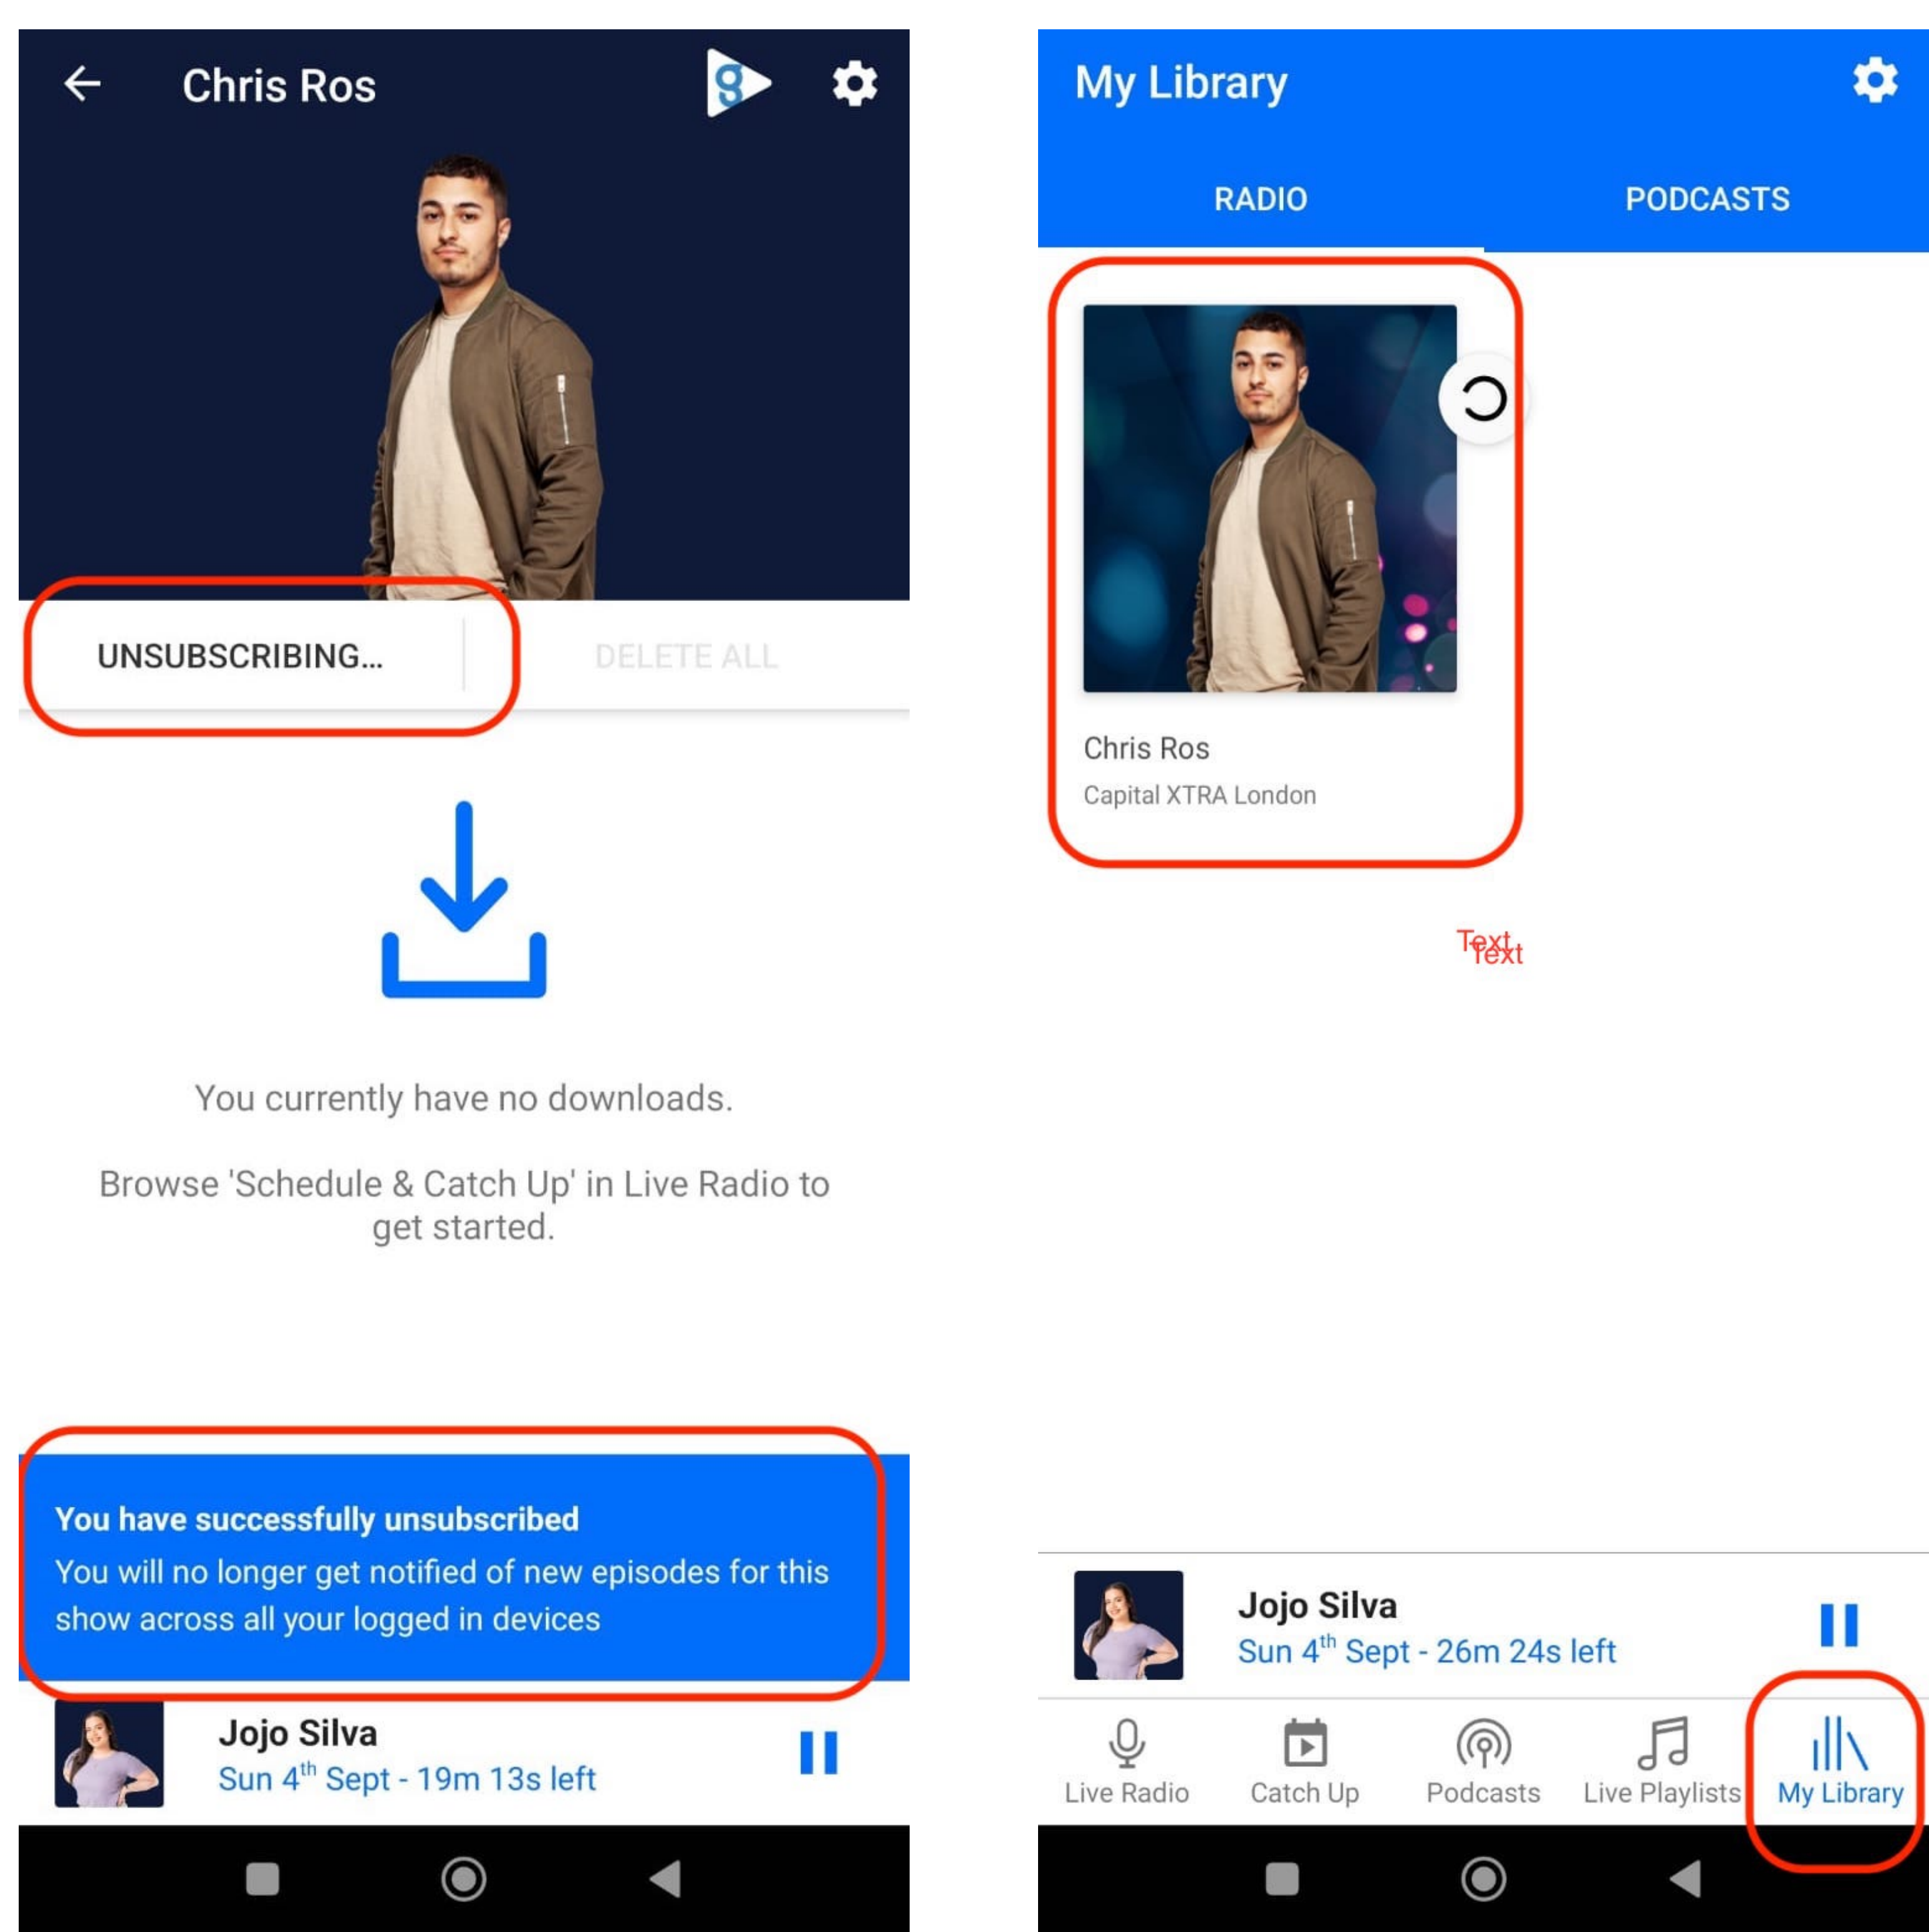 Chris Ros
g
UNSUBSCRIBING...
DELETE ALL
You currently have no downloads.
Browse 'Schedule & Catch Up' in Live Radio to
get started.
You have successfully unsubscribed
You will no longer get notified of new episodes for this
show across all your logged in devices
Jojo Silva
Sun 4th Sept - 19m 13s left
My Library
RADIO
PODCASTS
Chris Ros
Capital XTRA London
Text
Text
Jojo Silva
Sun 4th Sept - 26m 24s left
Live Radio
Catch Up
Podcasts
Live Playlists
My Library